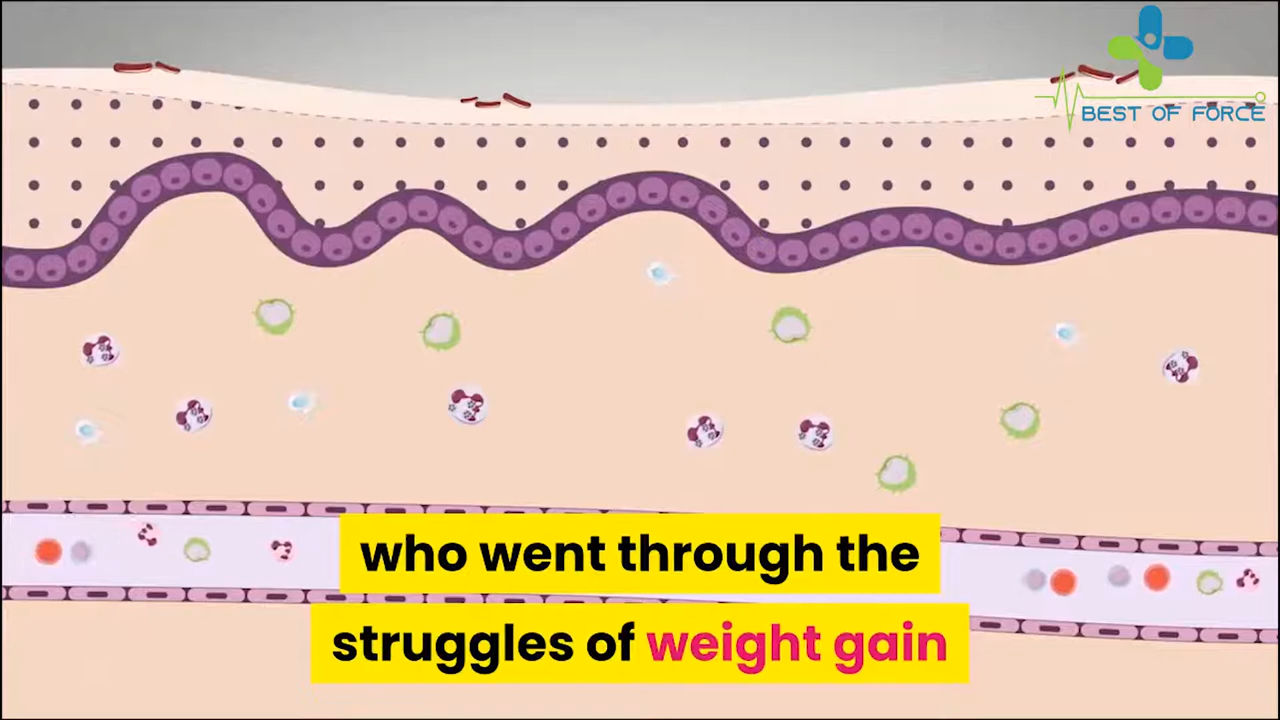 BEST OF FORCE
who went through the
struggles of weight gain